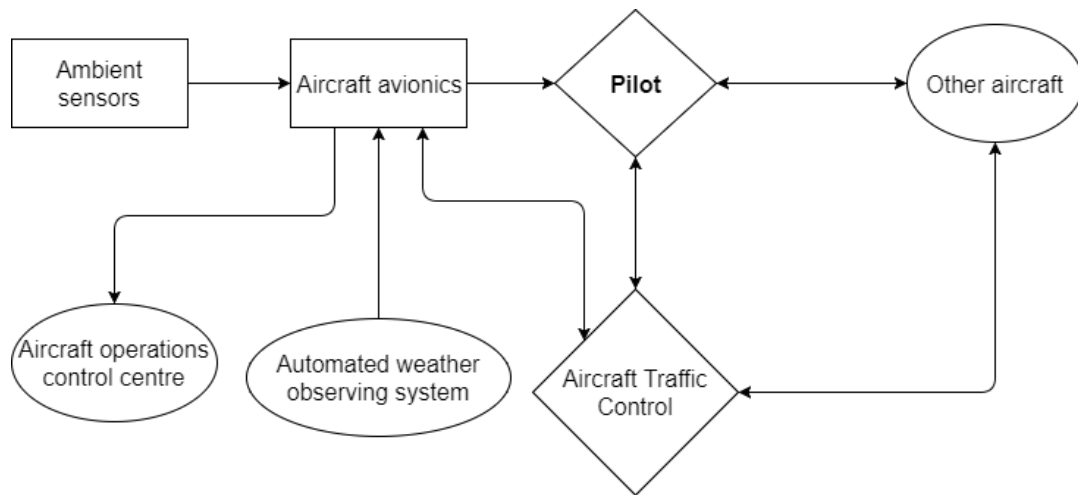 Ambient
sensors
Aircraft avionics
Pilot
Other aircraft
Aircraft operations
control centre
Automated weather
observing system
Aircraft Traffic
Control